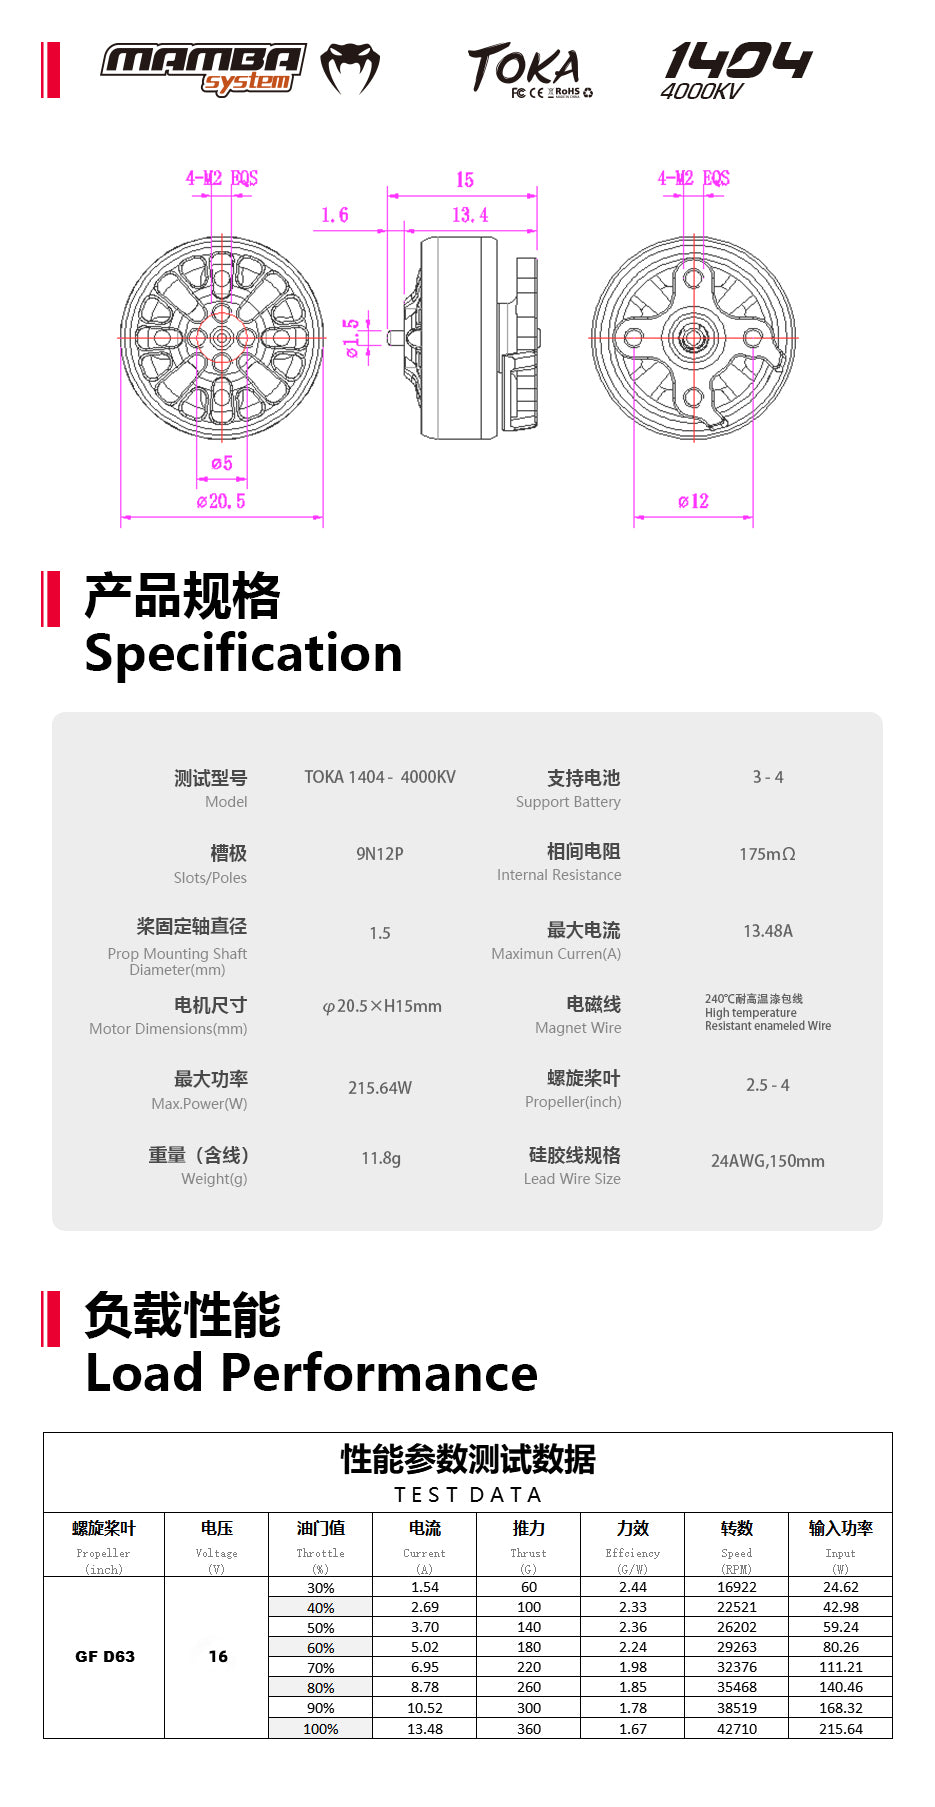 MAMBA
system
TOKA
FC CE RoHS
1404
4000KV
4-M2 EQS
15
4-M2 EQS
1.6
13.4
ø1.5
ø5
ø20.5
ø12
产品规格
Specification
测试型号 TOKA 1404 - 4000KV 支持电池 3 - 4
Model Support Battery
槽极 9N12P 相间电阻 175mΩ
Slots/Poles Internal Resistance
桨固定轴直径 1.5 最大电流 13.48A
Prop Mounting Shaft Maximun Curren(A)
Diameter(mm)
电机尺寸 φ20.5×H15mm 电磁线 240℃耐高温漆包线
Motor Dimensions(mm) Magnet Wire High temperature
Resistant enameled Wire
最大功率 215.64W 螺旋桨叶 2.5 - 4
Max.Power(W) Propeller(inch)
重量（含线） 11.8g 硅胶线规格 24AWG,150mm
Weight(g) Lead Wire Size
负载性能
Load Performance
性能参数测试数据
TEST DATA
螺旋桨叶 电压 油门值 电流 推力 力效 转数 输入功率
Propeller Voltage Throttle Current Thrust Effciency Speed Input
(inch) (V) (%) (A) (G) (G/W) (RPM) (W)
30% 1.54 60 2.44 16922 24.62
40% 2.69 100 2.33 22521 42.98
50% 3.70 140 2.36 26202 59.24
60% 5.02 180 2.24 29263 80.26
GF D63 16
70% 6.95 220 1.98 32376 111.21
80% 8.78 260 1.85 35468 140.46
90% 10.52 300 1.78 38519 168.32
100% 13.48 360 1.67 42710 215.64